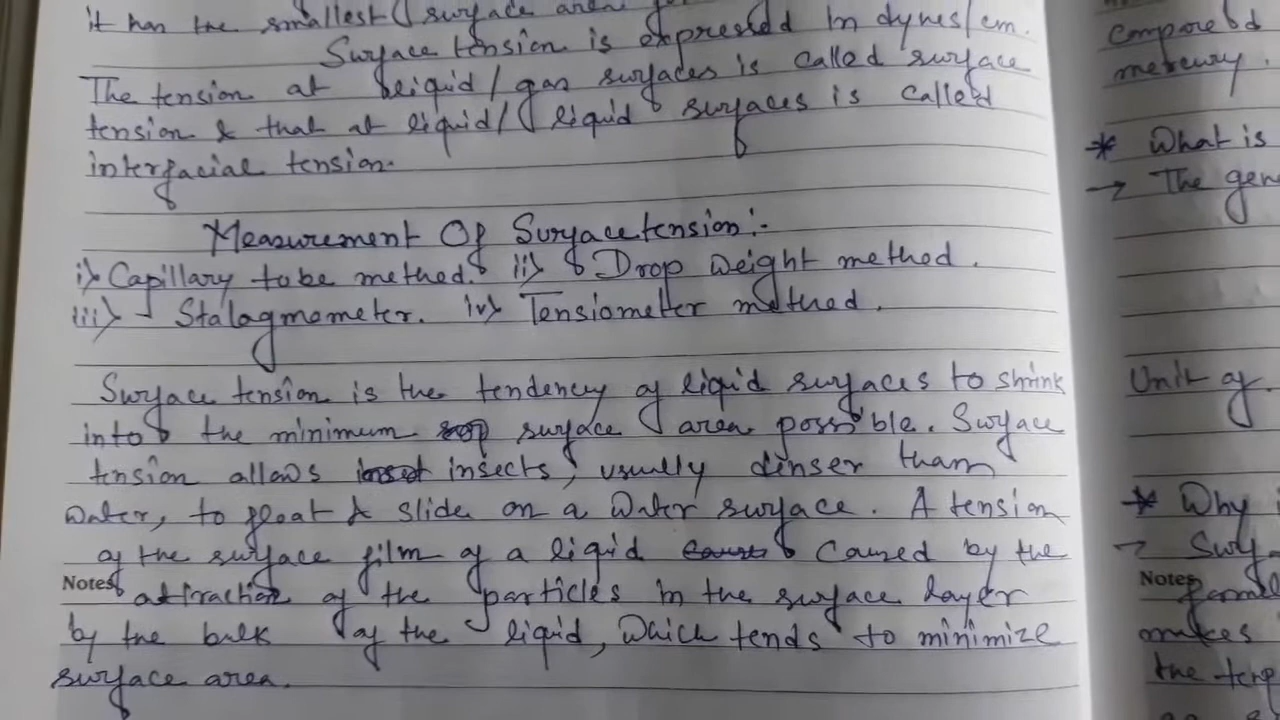 it has the smallest surface area
Surface tension is expressed in dynes/cm.
The tension at liquid/gas surfaces is called surface
tension & that at liquid/liquid surfaces is called
interfacial tension.
Measurement Of Surface tension:-
i> Capillary tube method. ii> Drop weight method.
iii> Stalagmometer. iv> Tensiometer method.
Surface tension is the tendency of liquid surfaces to shrink
into the minimum surface area possible. Surface
tension allows insects, usually dinser than
water, to float & slide on a water surface. A tension
of the surface film of a liquid caused by the
Notes
attraction of the particles in the surface layer
by the bulk of the liquid, which tends to minimize
surface area.
compored
mercury.
* What is
→ The gen
Unit of
* Why
→ Surf
Notes
makes
the temp